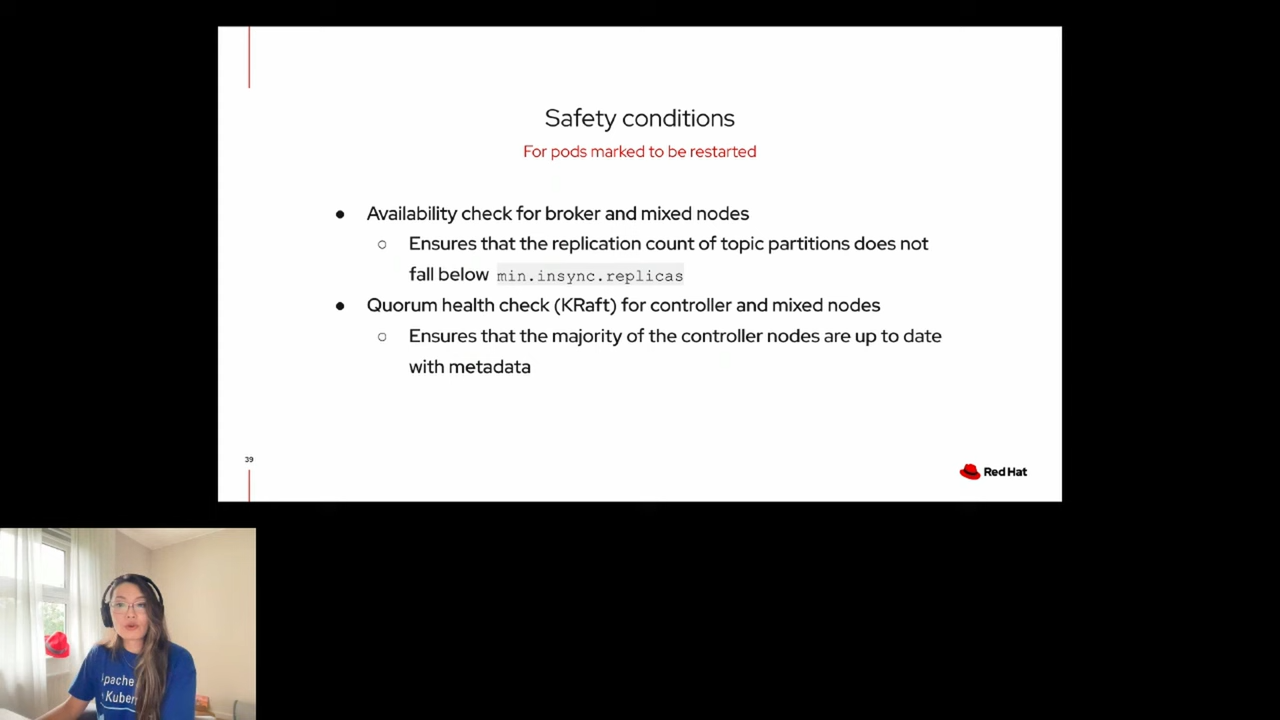 Safety conditions
For pods marked to be restarted
● Availability check for broker and mixed nodes
○ Ensures that the replication count of topic partitions does not
fall below min.insync.replicas
● Quorum health check (KRaft) for controller and mixed nodes
○ Ensures that the majority of the controller nodes are up to date
with metadata
39
Red Hat
pache
Kuber